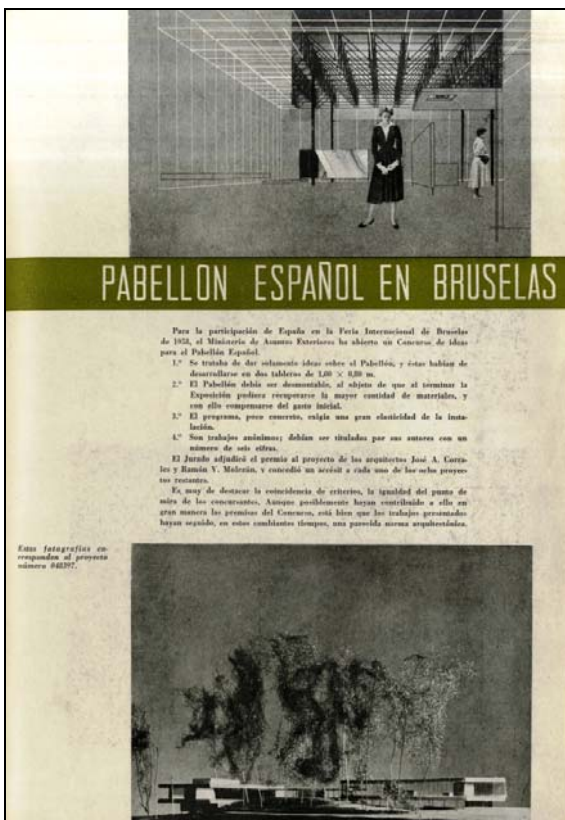 PABELLON ESPAÑOL EN BRUSELAS
Para la participación de España en la Feria Internacional de Bruselas
de 1958, el Ministerio de Asuntos Exteriores ha abierto un Concurso de ideas
para el Pabellón Español.
1.º Se trataba de dar solamente ideas sobre el Pabellón, y éstas habían de
desarrollarse en dos tableros de 1,00 × 0,80 m.
2.º El Pabellón debía ser desmontable, al objeto de que al terminar la
Exposición pudiera recuperarse la mayor cantidad de materiales, y
con ello compensarse del gasto inicial.
3.º El programa, poco concreto, exigía una gran elasticidad de la insta-
lación.
4.º Son trabajos anónimos; debían ser titulados por sus autores con un
número de seis cifras.
El Jurado adjudicó el premio al proyecto de los arquitectos José A. Corra-
les y Ramón V. Molezún, y concedió un accésit a cada uno de los ocho proyec-
tos restantes.
Es muy de destacar la coincidencia de criterios, la igualdad del punto de
mira de los concursantes. Aunque posiblemente hayan contribuido a ello en
gran manera las premisas del Concurso, está bien que los trabajos presentados
hayan seguido, en estos cambiantes tiempos, una parecida norma arquitectónica.
Estas fotografías co-
rresponden al proyecto
número 048397.